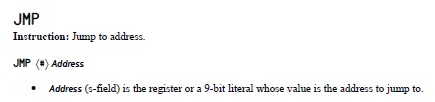 JMP
Instruction: Jump to address.
JMP ⟨#⟩ Address
• Address (s-field) is the register or a 9-bit literal whose value is the address to jump to.